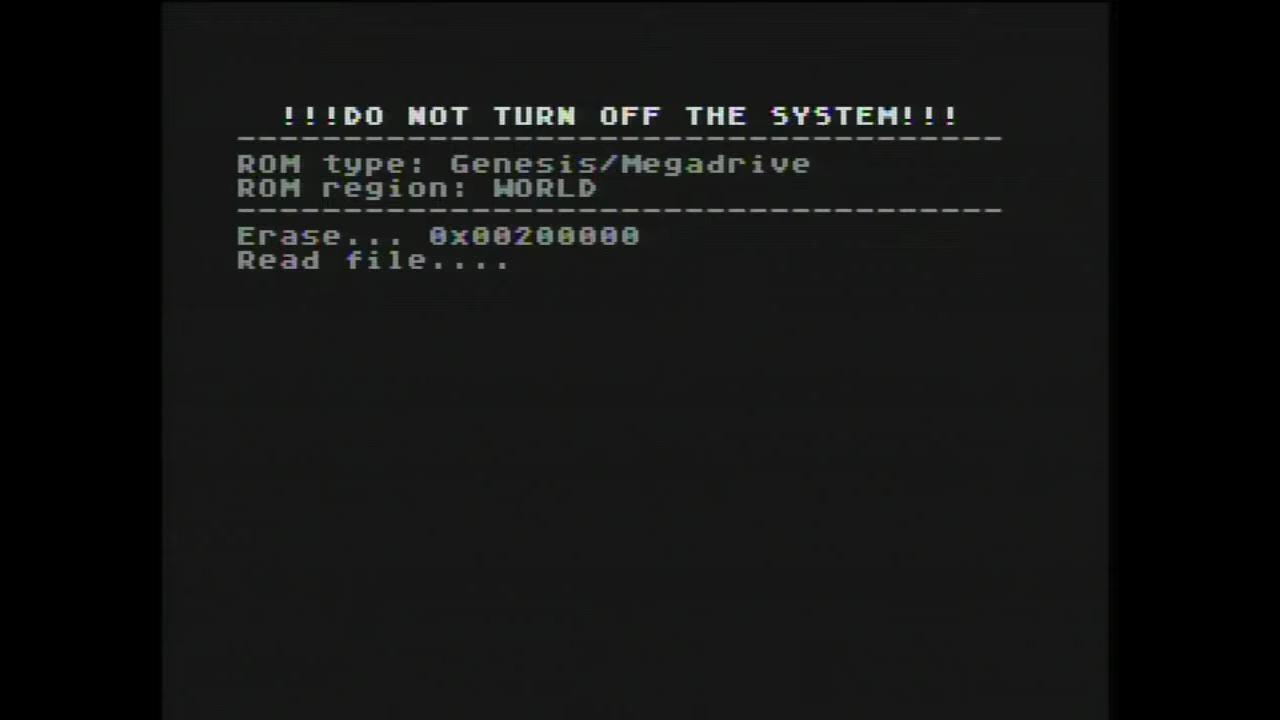 !!!DO NOT TURN OFF THE SYSTEM!!!
------------------------------------
ROM type: Genesis/Megadrive
ROM region: WORLD
------------------------------------
Erase... 0x00200000
Read file....